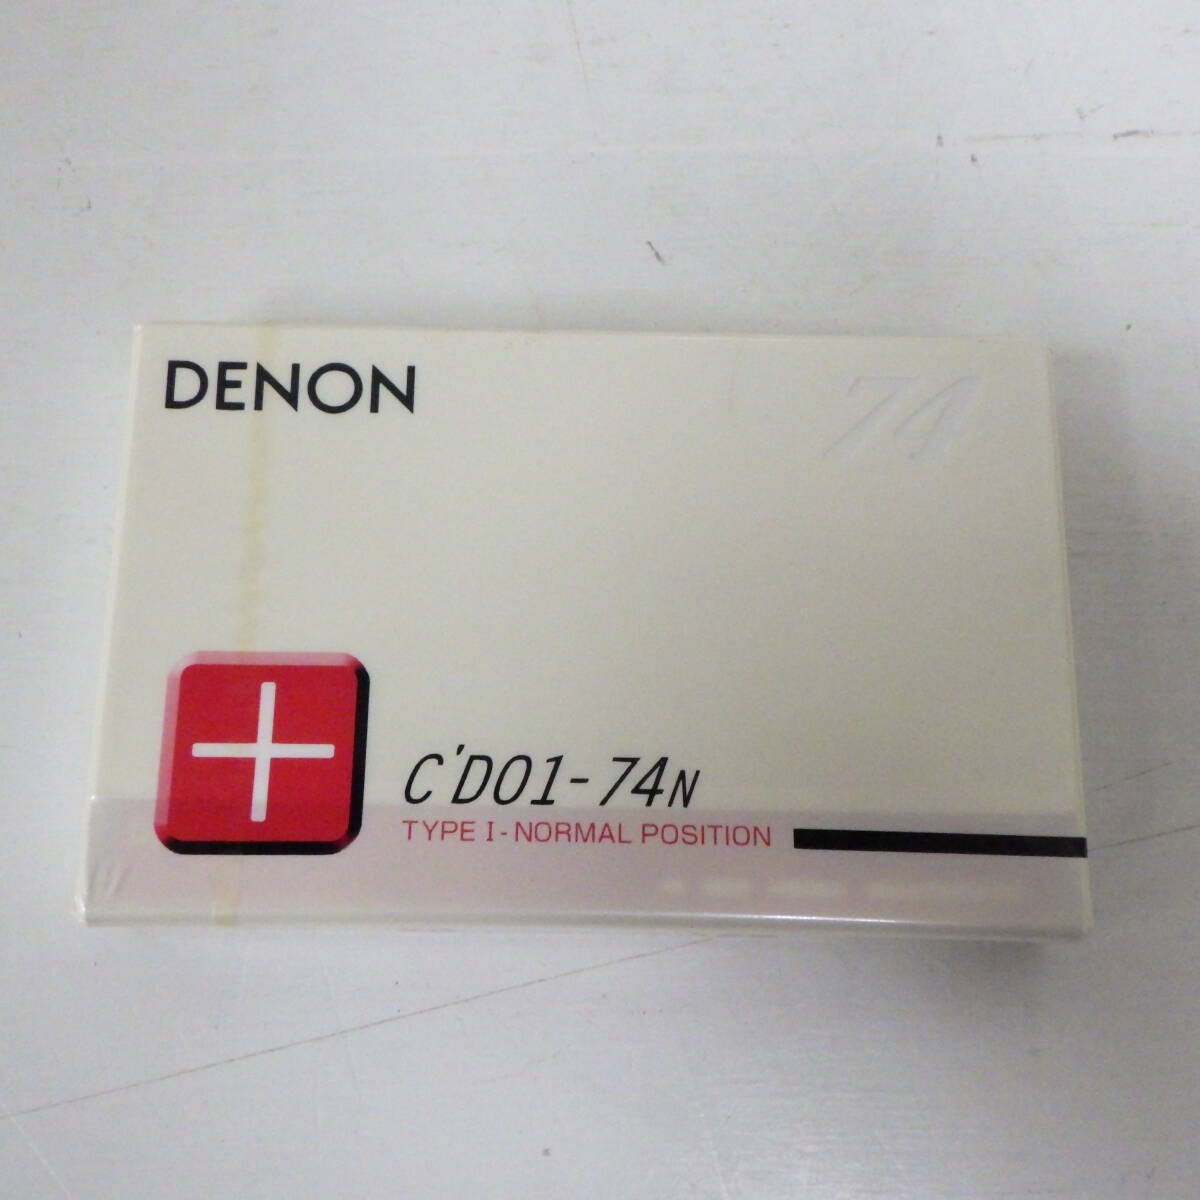 DENON
74
C'D01-74N
TYPE I-NORMAL POSITION